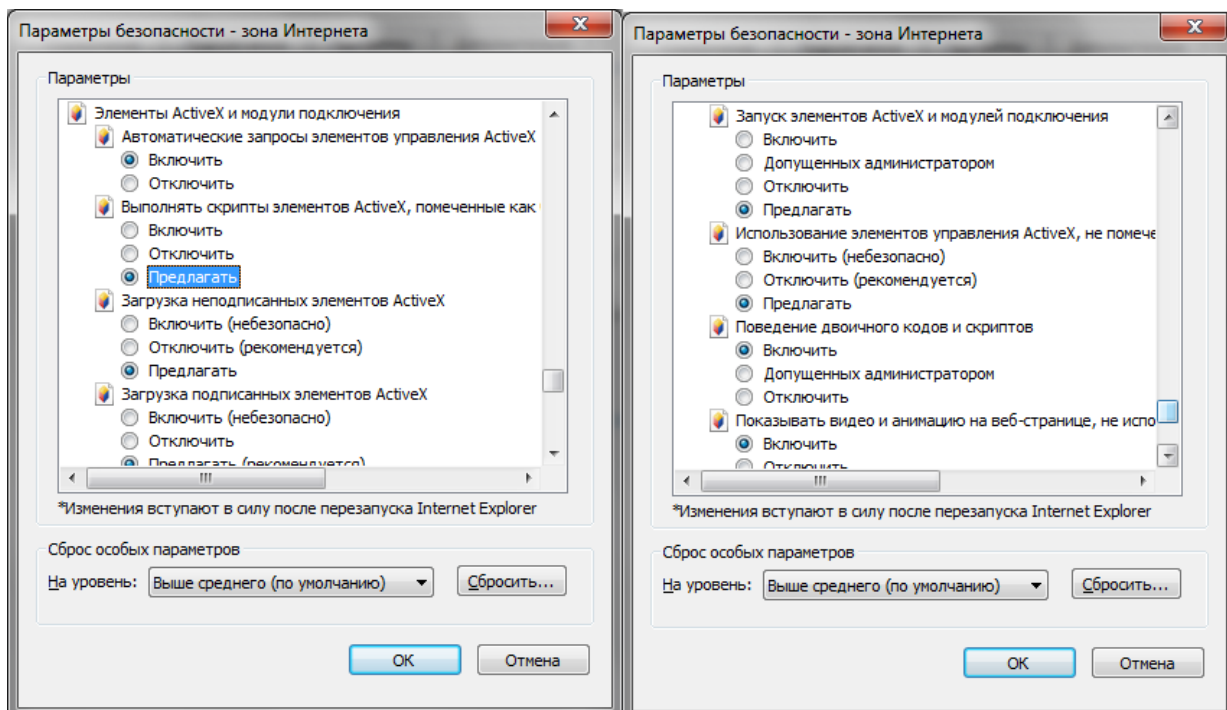 Параметры безопасности - зона Интернета
Параметры
Элементы ActiveX и модули подключения
Автоматические запросы элементов управления ActiveX
Включить
Отключить
Выполнять скрипты элементов ActiveX, помеченные как
Включить
Отключить
Предлагать
Загрузка неподписанных элементов ActiveX
Включить (небезопасно)
Отключить (рекомендуется)
Предлагать
Загрузка подписанных элементов ActiveX
Включить (небезопасно)
Отключить
Предлагать (рекомендуется)
*Изменения вступают в силу после перезапуска Internet Explorer
Сброс особых параметров
На уровень: Выше среднего (по умолчанию) Сбросить...
ОК Отмена
Параметры безопасности - зона Интернета
Параметры
Запуск элементов ActiveX и модулей подключения
Включить
Допущенных администратором
Отключить
Предлагать
Использование элементов управления ActiveX, не помече
Включить (небезопасно)
Отключить (рекомендуется)
Предлагать
Поведение двоичного кодов и скриптов
Включить
Допущенных администратором
Отключить
Показывать видео и анимацию на веб-странице, не испо
Включить
Отключить
*Изменения вступают в силу после перезапуска Internet Explorer
Сброс особых параметров
На уровень: Выше среднего (по умолчанию) Сбросить...
ОК Отмена